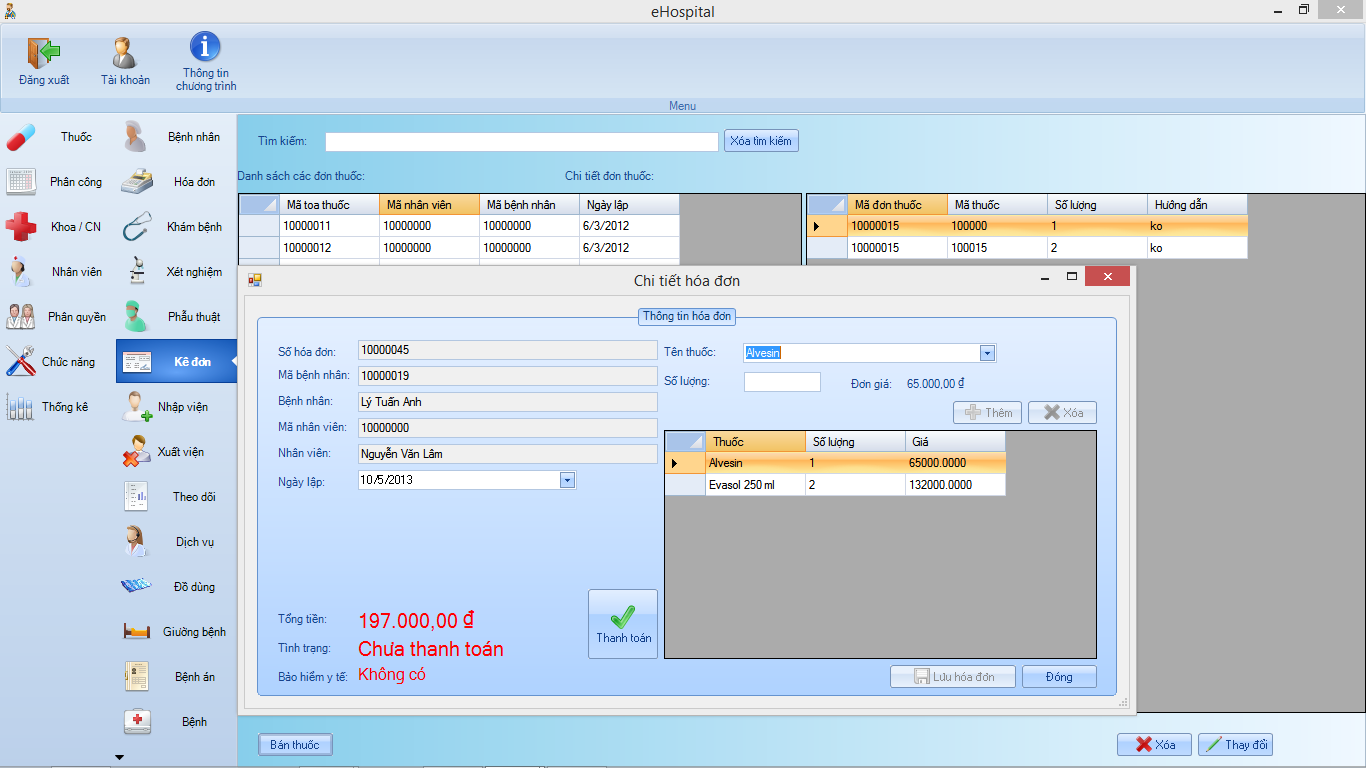 eHospital
Đăng xuất
Tài khoản
Thông tin
chương trình
Menu
Thuốc
Bệnh nhân
Phân công
Hóa đơn
Khoa / CN
Khám bệnh
Nhân viên
Xét nghiệm
Phân quyền
Phẫu thuật
Chức năng
Kê đơn
Thống kê
Nhập viện
Xuất viện
Theo dõi
Dịch vụ
Đồ dùng
Giường bệnh
Bệnh án
Bệnh
Tìm kiếm:
Xóa tìm kiếm
Danh sách các đơn thuốc:
Chi tiết đơn thuốc:
Mã toa thuốc Mã nhân viên Mã bệnh nhân Ngày lập
10000011 10000000 10000000 6/3/2012
10000012 10000000 10000000 6/3/2012
Mã đơn thuốc Mã thuốc Số lượng Hướng dẫn
10000015 100000 1 ko
10000015 100015 2 ko
Chi tiết hóa đơn
Thông tin hóa đơn
Số hóa đơn: 10000045
Mã bệnh nhân: 10000019
Bệnh nhân: Lý Tuấn Anh
Mã nhân viên: 10000000
Nhân viên: Nguyễn Văn Lâm
Ngày lập: 10/5/2013
Tên thuốc: Alvesin
Số lượng:
Đơn giá: 65.000,00 ₫
Thêm
Xóa
Thuốc Số lượng Giá
Alvesin 1 65000.0000
Evasol 250 ml 2 132000.0000
Tổng tiền: 197.000,00 ₫
Tình trạng: Chưa thanh toán
Bảo hiểm y tế: Không có
Thanh toán
Lưu hóa đơn
Đóng
Bán thuốc
Xóa
Thay đổi